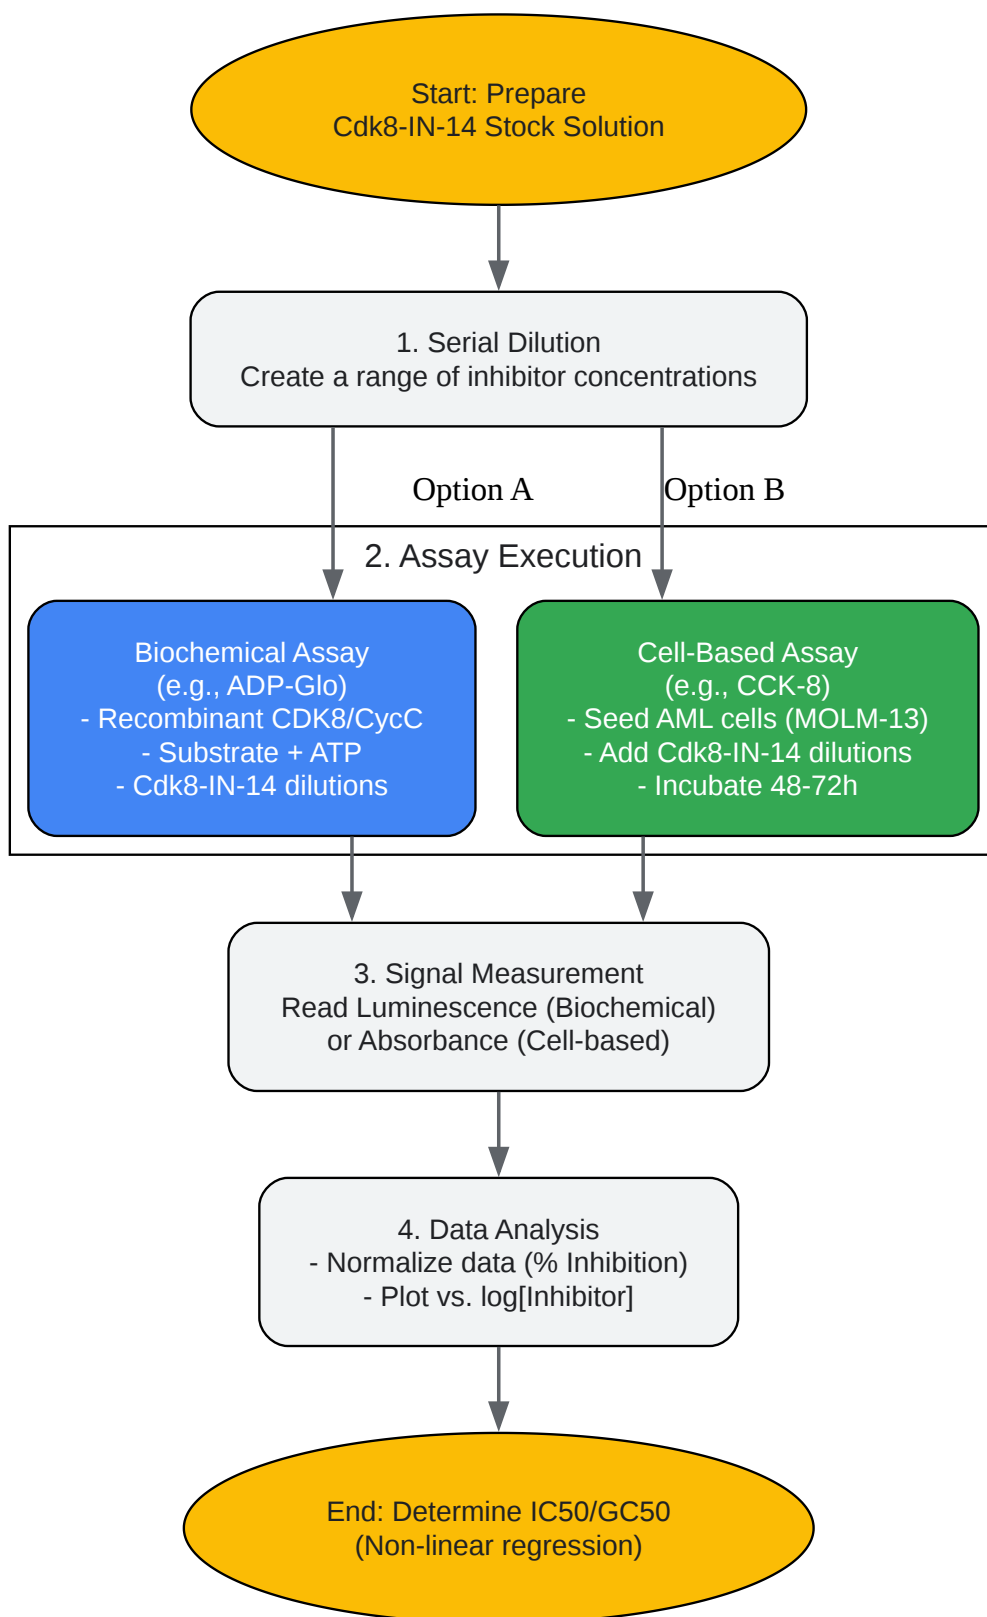 Start: Prepare
Cdk8-IN-14 Stock Solution
1. Serial Dilution
Create a range of inhibitor concentrations
Option A
Option B
2. Assay Execution
Biochemical Assay
(e.g., ADP-Glo)
- Recombinant CDK8/CycC
- Substrate + ATP
- Cdk8-IN-14 dilutions
Cell-Based Assay
(e.g., CCK-8)
- Seed AML cells (MOLM-13)
- Add Cdk8-IN-14 dilutions
- Incubate 48-72h
3. Signal Measurement
Read Luminescence (Biochemical)
or Absorbance (Cell-based)
4. Data Analysis
- Normalize data (% Inhibition)
- Plot vs. log[Inhibitor]
End: Determine IC50/GC50
(Non-linear regression)